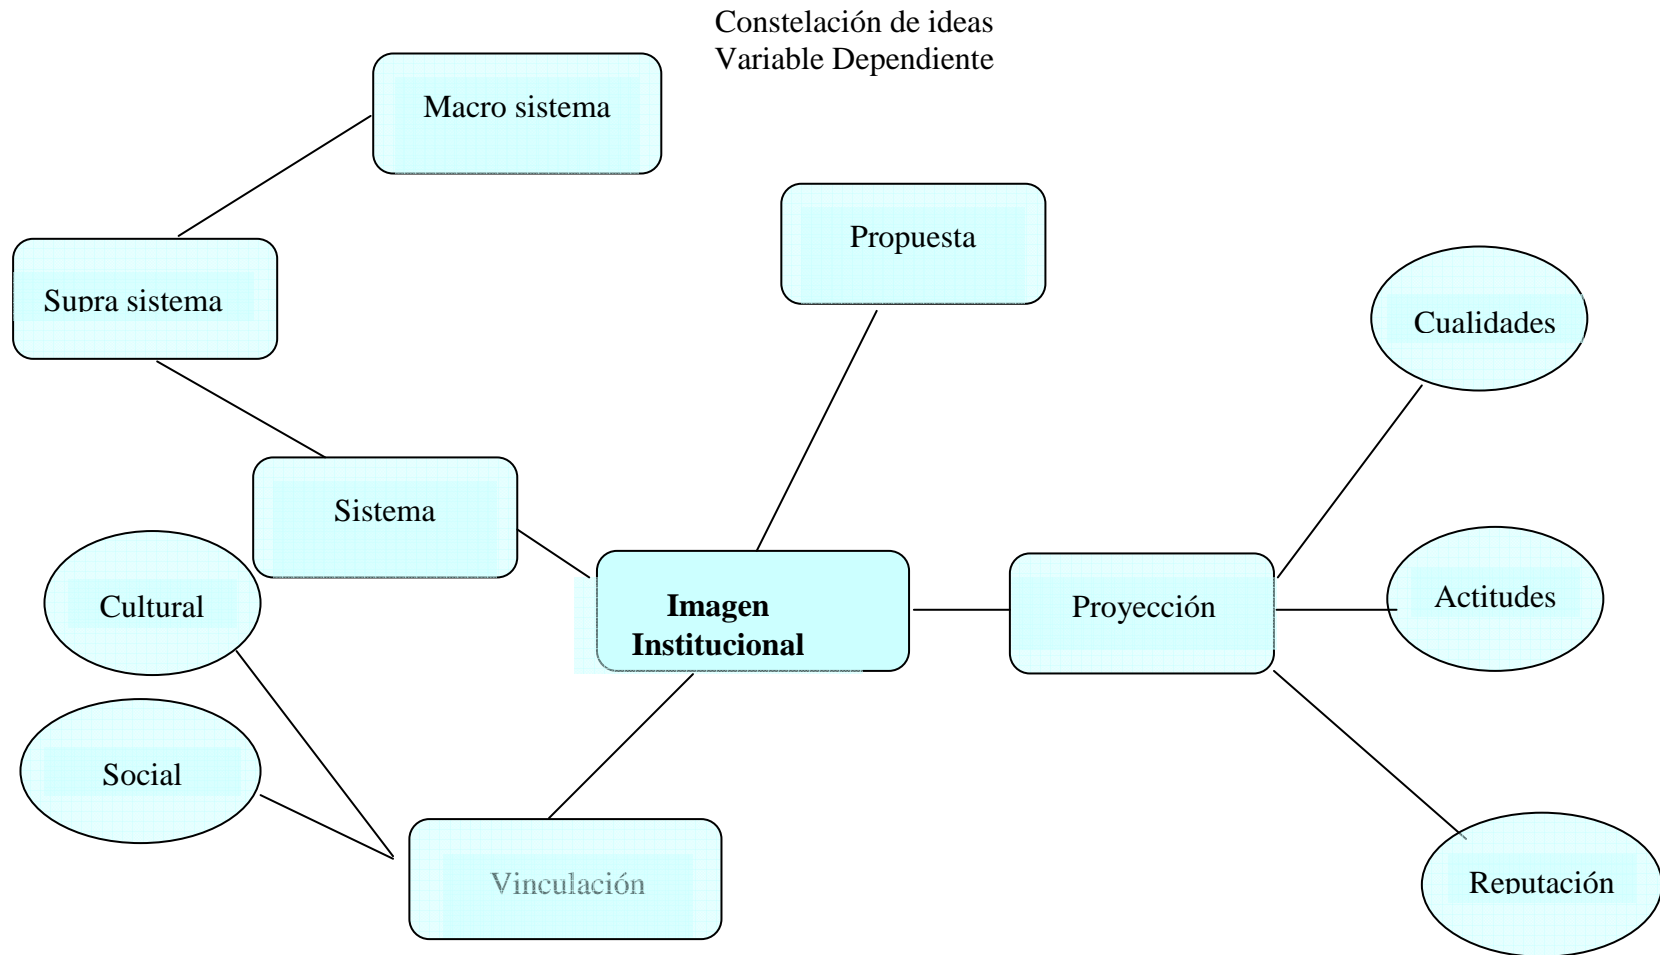 Constelación de ideas
Variable Dependiente
Macro sistema
Propuesta
Supra sistema
Cualidades
Sistema
Cultural
Imagen
Institucional
Proyección
Actitudes
Social
Vinculación
Reputación